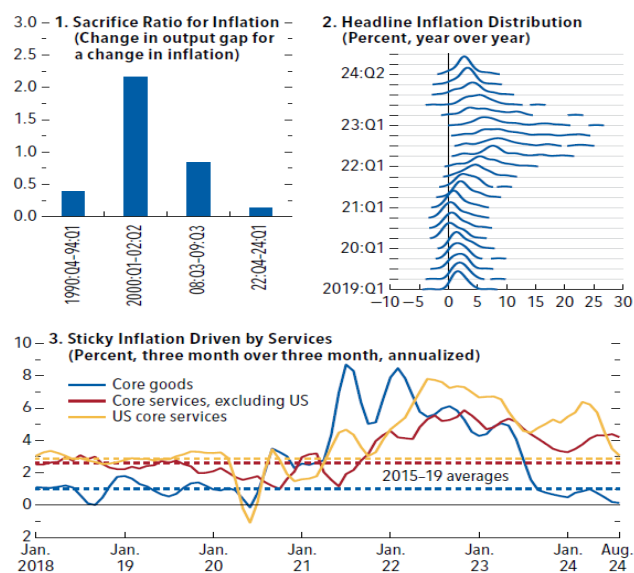 1. Sacrifice Ratio for Inflation
(Change in output gap for
a change in inflation)
3.0
2.5
2.0
1.5
1.0
0.5
0.0
1990:Q4–94:Q1
2000:Q1–02:Q2
08:Q3–09:Q3
22:Q4–24:Q1
2. Headline Inflation Distribution
(Percent, year over year)
24:Q2
23:Q1
22:Q1
21:Q1
20:Q1
2019:Q1
–10 –5 0 5 10 15 20 25 30
3. Sticky Inflation Driven by Services
(Percent, three month over three month, annualized)
10
8
6
4
2
0
2
Core goods
Core services, excluding US
US core services
2015–19 averages
Jan. Jan. Jan. Jan. Jan. Jan. Jan. Aug.
2018 19 20 21 22 23 24 24